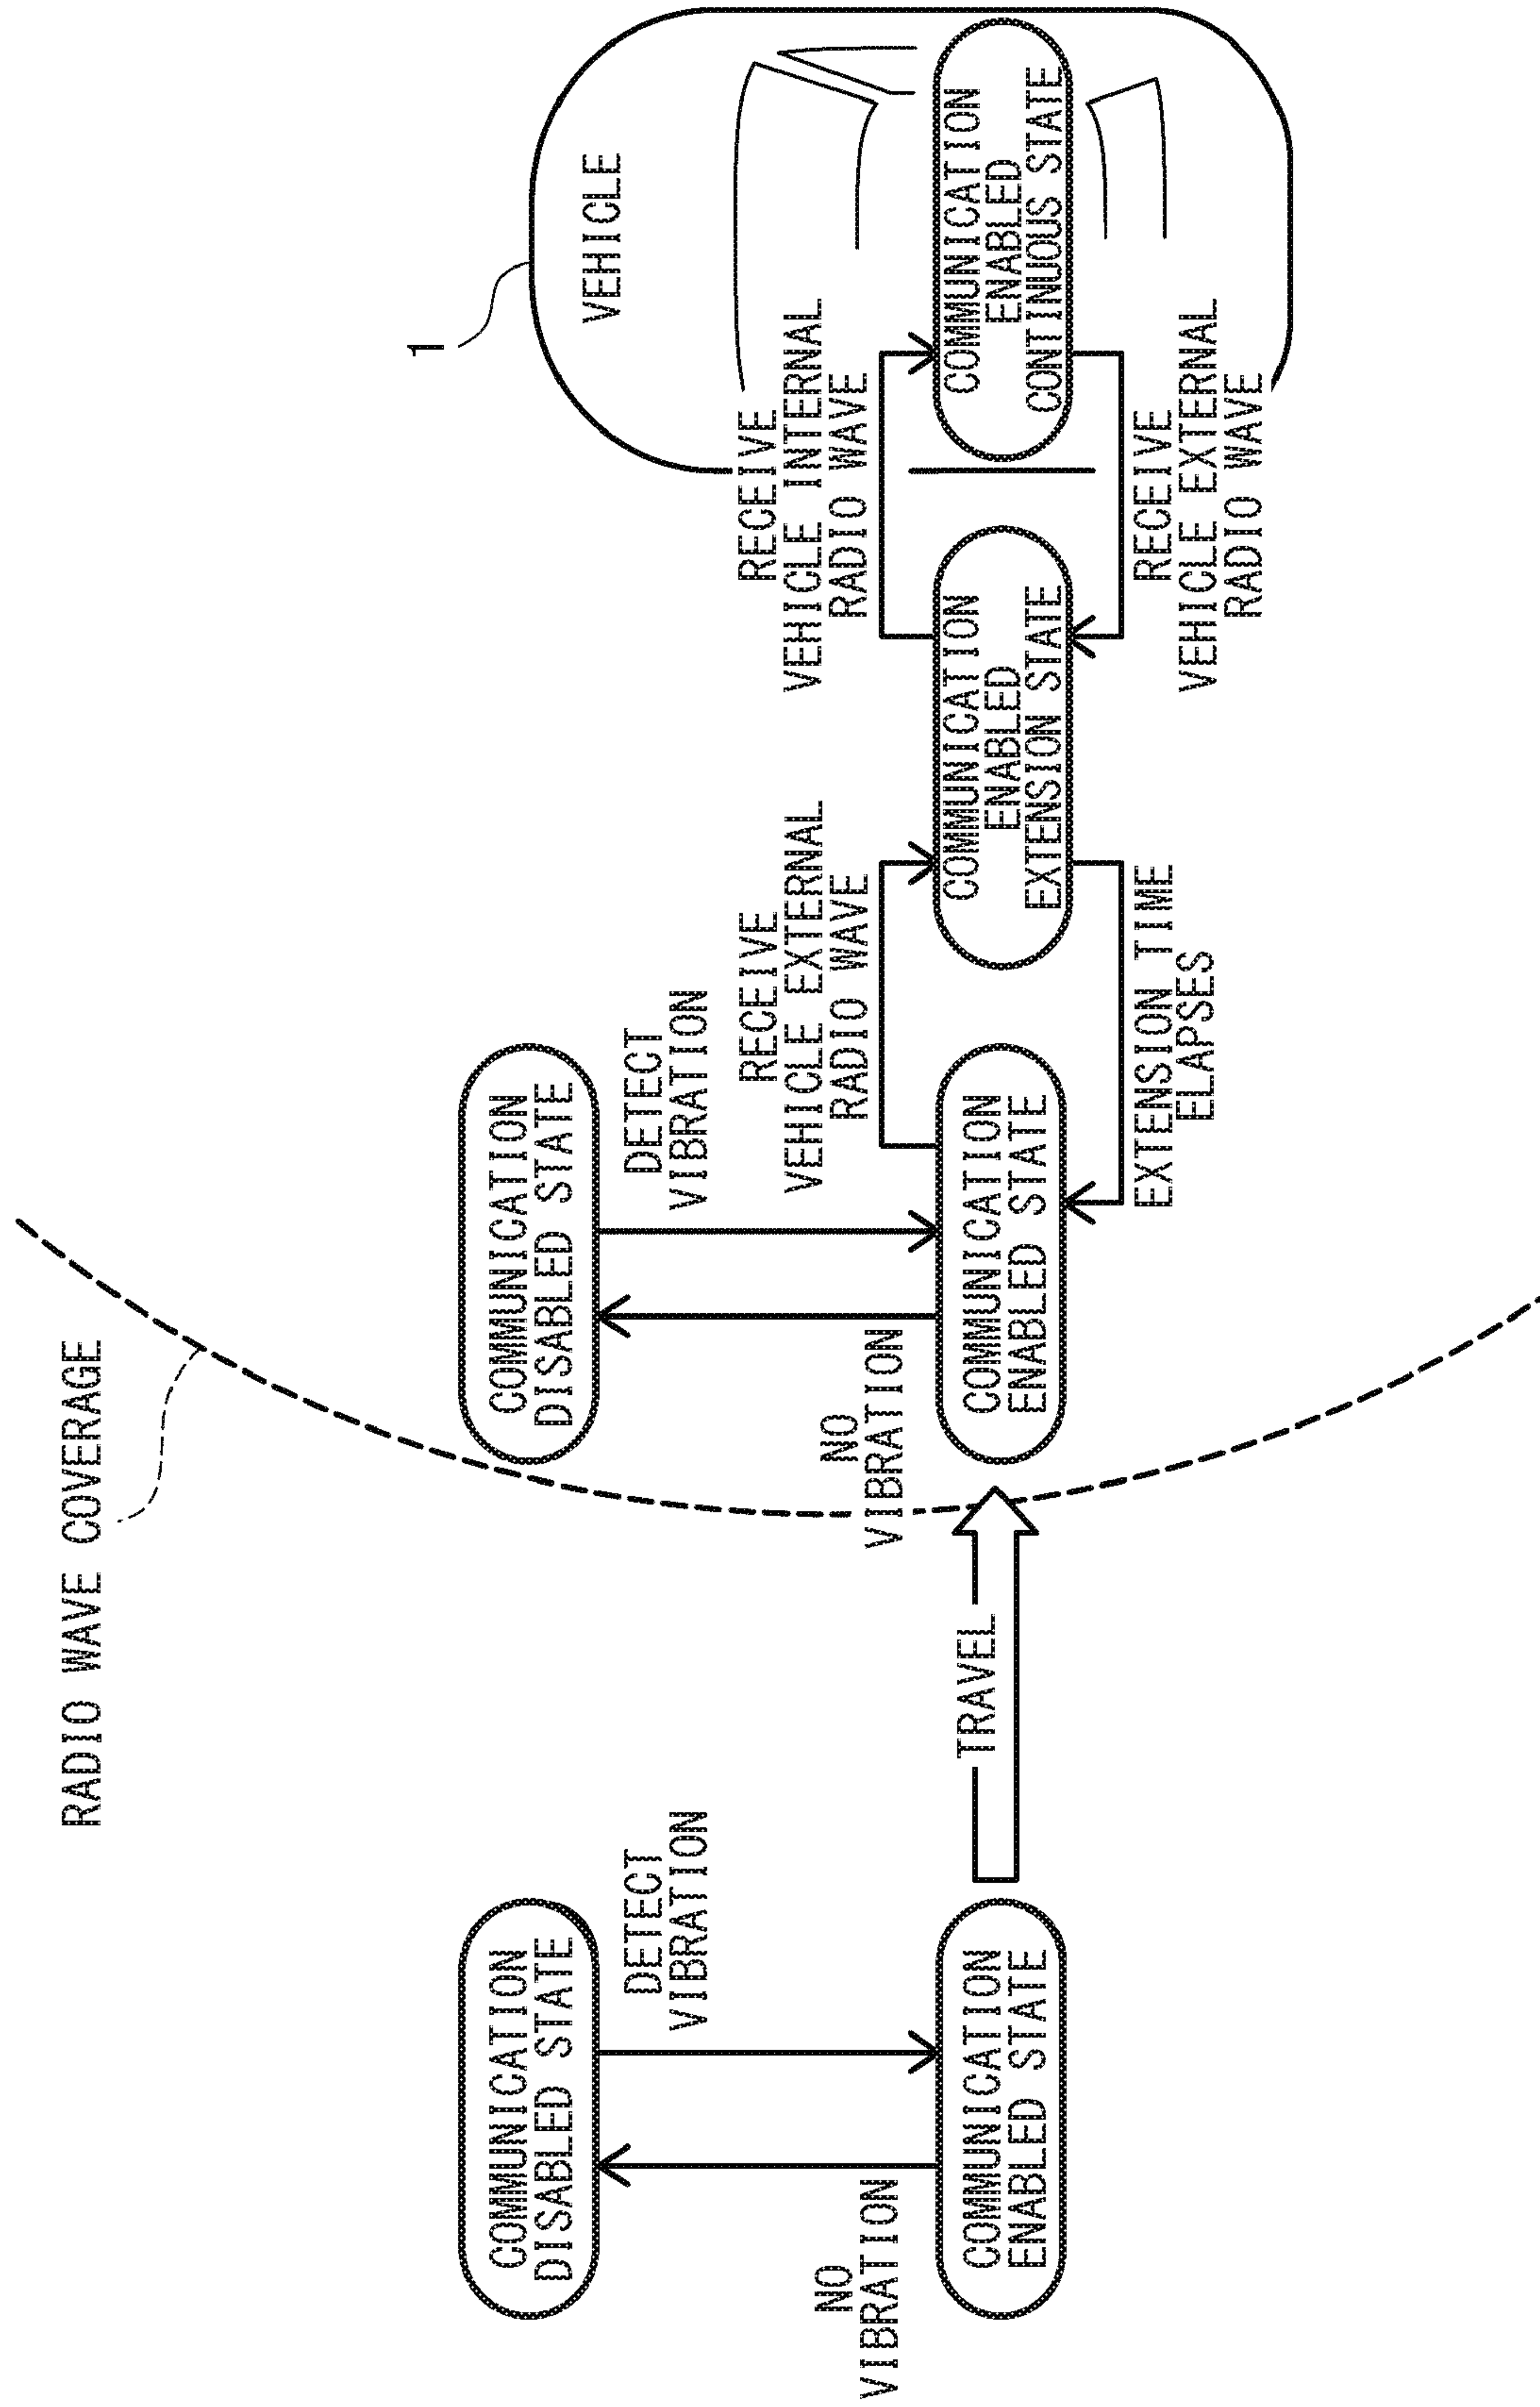 RADIO WAVE COVERAGE
1
VEHICLE
COMMUNICATION
DISABLED STATE
DETECT
VIBRATION
NO
VIBRATION
COMMUNICATION
ENABLED STATE
TRAVEL
COMMUNICATION
DISABLED STATE
DETECT
VIBRATION
NO
VIBRATION
COMMUNICATION
ENABLED STATE
RECEIVE
VEHICLE EXTERNAL
RADIO WAVE
EXTENSION TIME
ELAPSES
COMMUNICATION
ENABLED
EXTENSION STATE
RECEIVE
VEHICLE INTERNAL
RADIO WAVE
RECEIVE
VEHICLE EXTERNAL
RADIO WAVE
COMMUNICATION
ENABLED
CONTINUOUS STATE